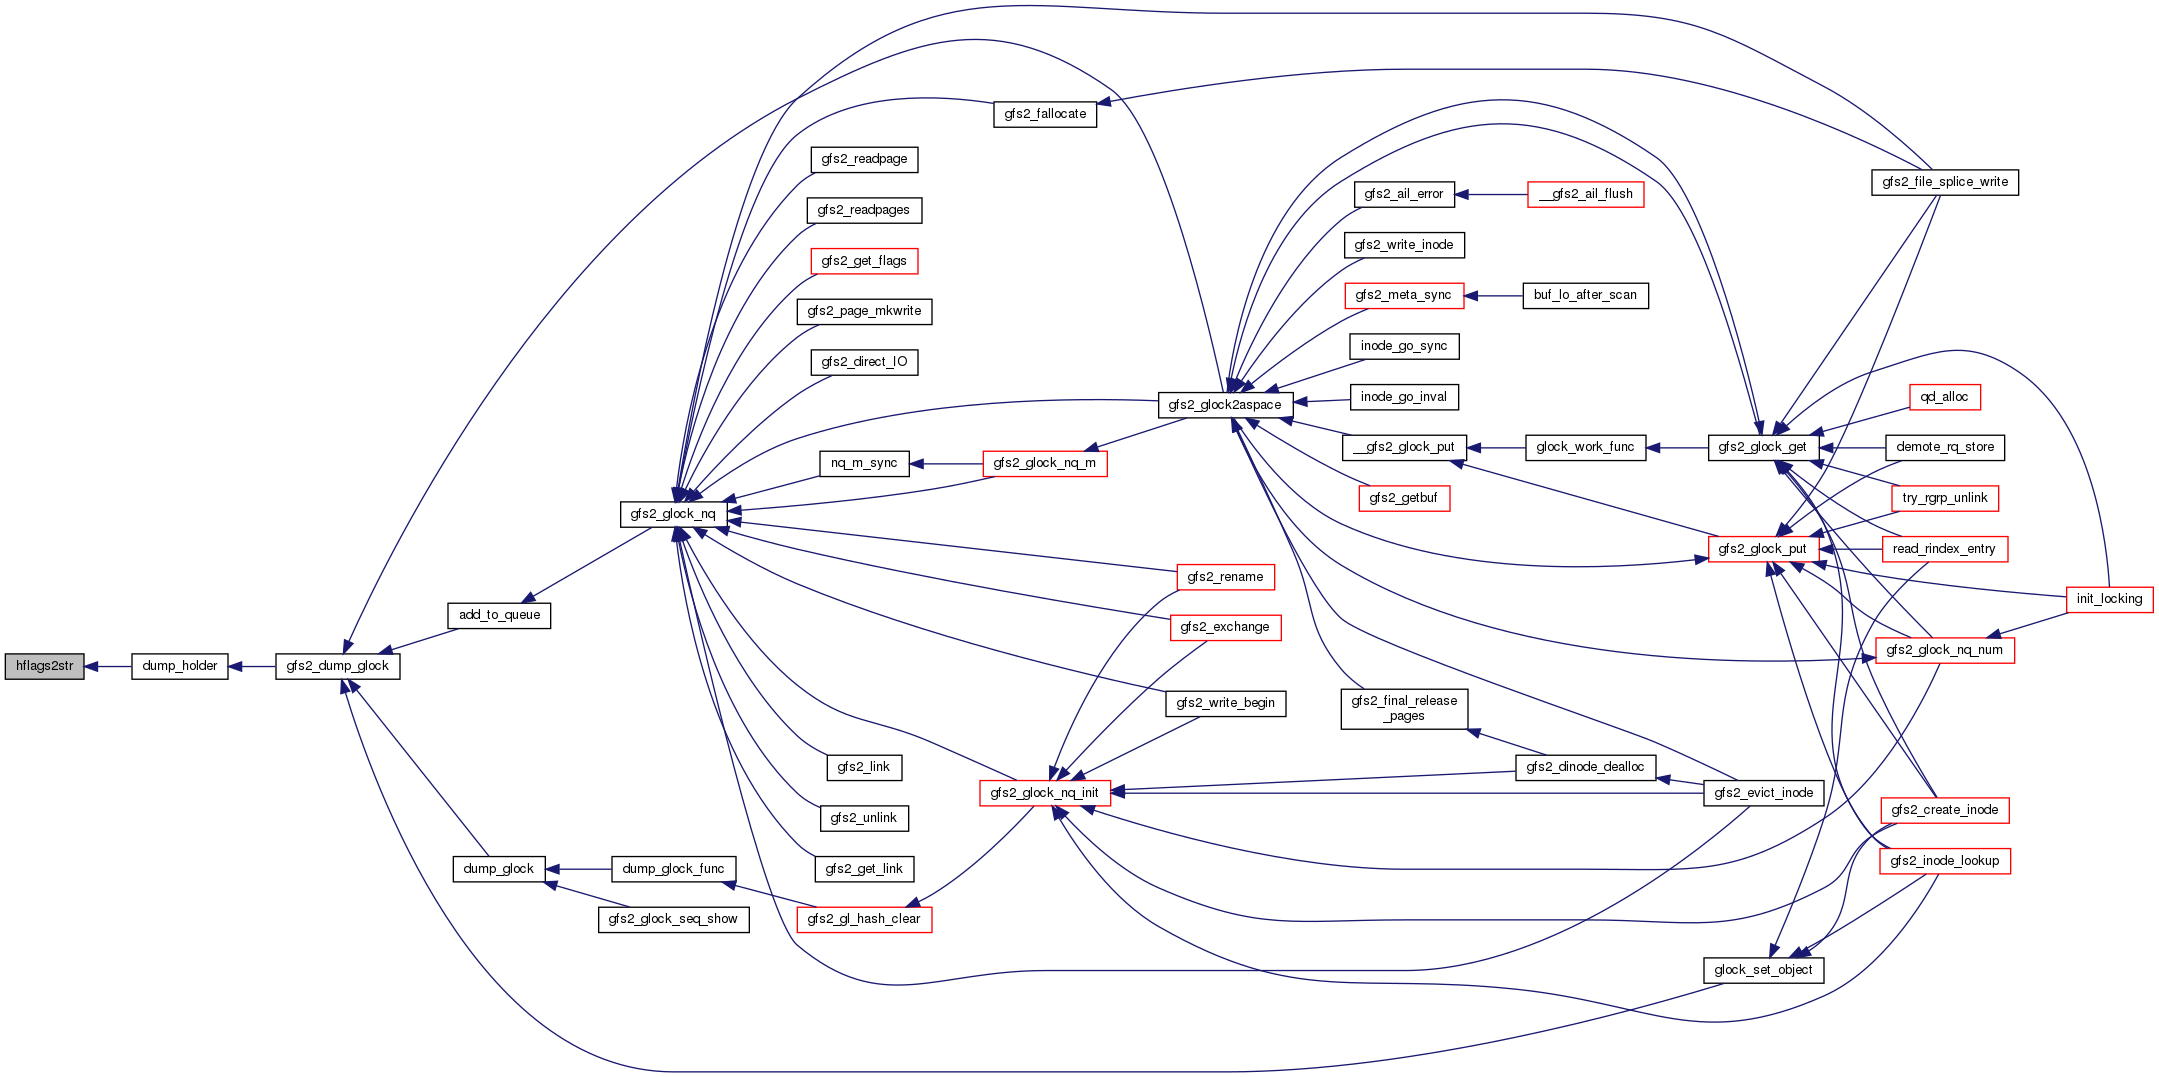 hflags2str
dump_holder
gfs2_dump_glock
add_to_queue
dump_glock
dump_glock_func
gfs2_glock_seq_show
gfs2_glock_nq
gfs2_readpage
gfs2_readpages
gfs2_get_flags
gfs2_page_mkwrite
gfs2_direct_IO
nq_m_sync
gfs2_link
gfs2_unlink
gfs2_get_link
gfs2_gl_hash_clear
gfs2_fallocate
gfs2_glock_nq_m
gfs2_glock_nq_init
gfs2_glock2aspace
gfs2_rename
gfs2_exchange
gfs2_write_begin
gfs2_ail_error
gfs2_write_inode
gfs2_meta_sync
inode_go_sync
inode_go_inval
__gfs2_glock_put
gfs2_getbuf
gfs2_final_release
_pages
__gfs2_ail_flush
buf_lo_after_scan
glock_work_func
gfs2_dinode_dealloc
gfs2_glock_get
gfs2_glock_put
gfs2_evict_inode
glock_set_object
gfs2_file_splice_write
qd_alloc
demote_rq_store
try_rgrp_unlink
read_rindex_entry
gfs2_glock_nq_num
gfs2_create_inode
gfs2_inode_lookup
init_locking